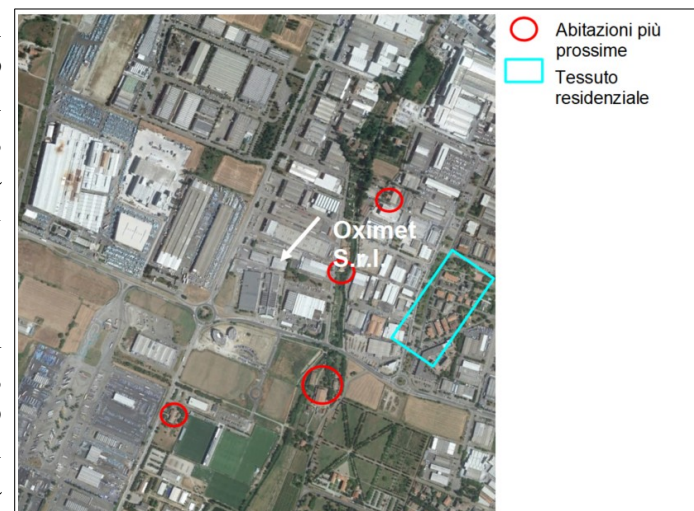 Abitazioni più
prossime
Tessuto
residenziale
Oximet
S.r.l